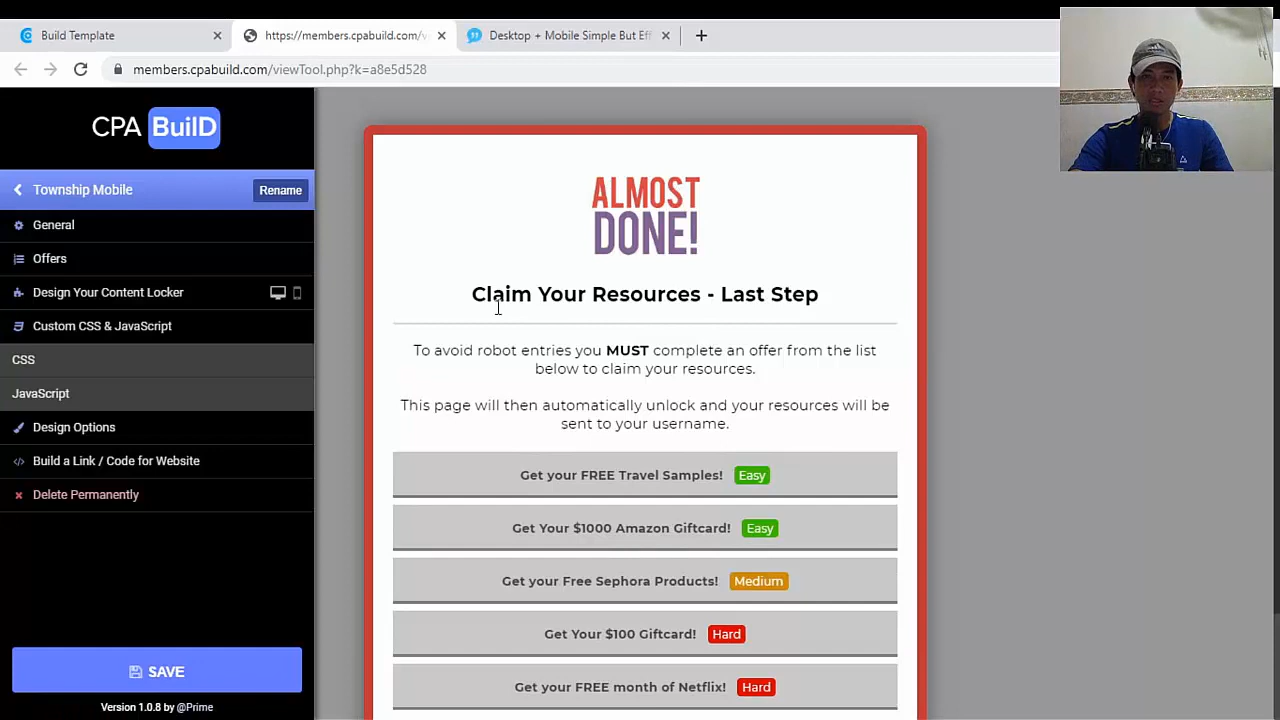 Build Template
https://members.cpabuild.com/v
Desktop + Mobile Simple But Eff
members.cpabuild.com/viewTool.php?k=a8e5d528
CPA BuilD
Township Mobile
Rename
General
Offers
Design Your Content Locker
Custom CSS & JavaScript
CSS
JavaScript
Design Options
Build a Link / Code for Website
Delete Permanently
SAVE
Version 1.0.8 by @Prime
ALMOST
DONE!
Claim Your Resources - Last Step
To avoid robot entries you MUST complete an offer from the list
below to claim your resources.
This page will then automatically unlock and your resources will be
sent to your username.
Get your FREE Travel Samples! Easy
Get Your $1000 Amazon Giftcard! Easy
Get your Free Sephora Products! Medium
Get Your $100 Giftcard! Hard
Get your FREE month of Netflix! Hard